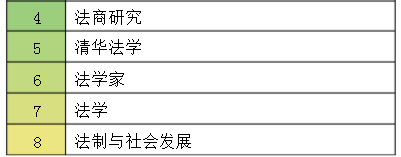 4 法商研究
5 清华法学
6 法学家
7 法学
8 法制与社会发展